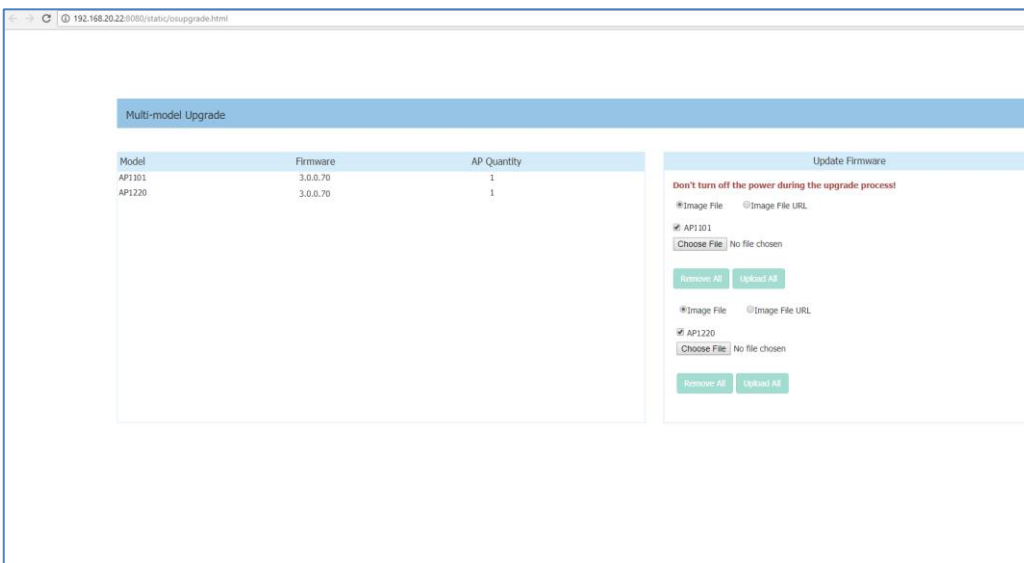 192.168.20.22:8080/static/osupgrade.html
Multi-model Upgrade
Model Firmware AP Quantity
AP1101 3.0.0.70 1
AP1220 3.0.0.70 1
Update Firmware
Don't turn off the power during the upgrade process!
Image File Image File URL
AP1101
Choose File No file chosen
Remove All Upload All
Image File Image File URL
AP1220
Choose File No file chosen
Remove All Upload All